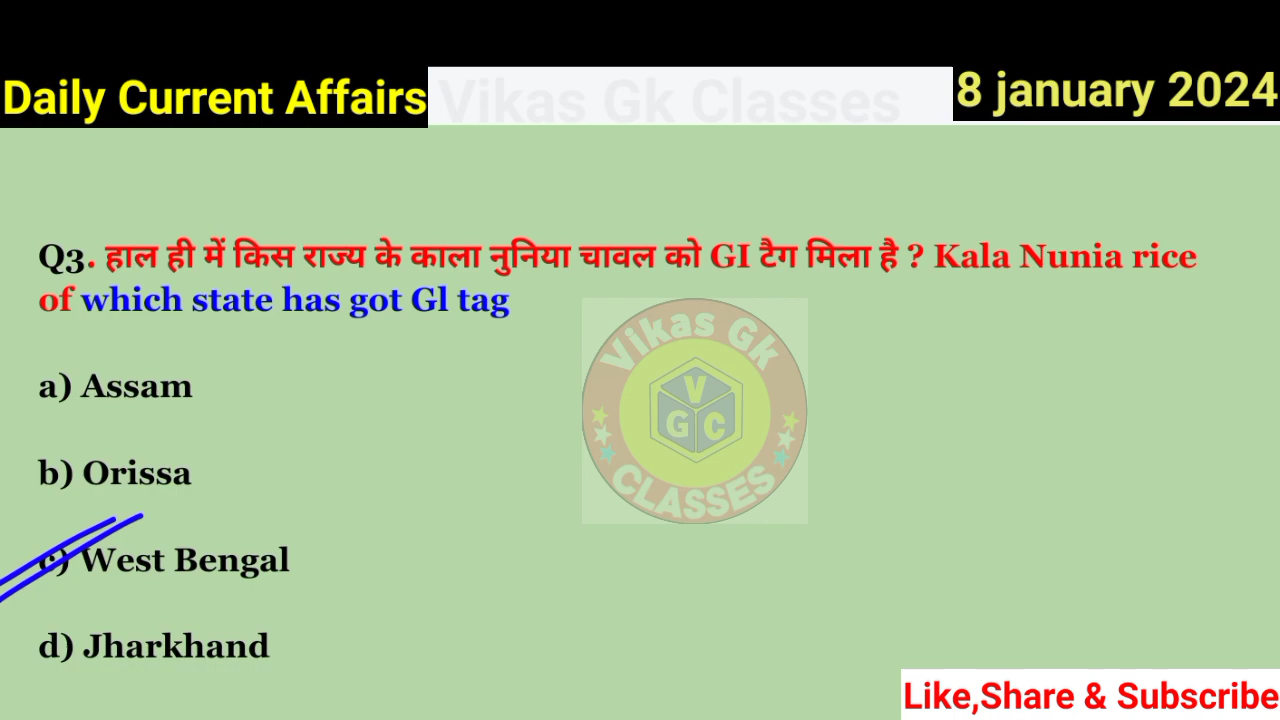 Daily Current Affairs Vikas Gk Classes 8 january 2024
Q3. हाल ही में किस राज्य के काला नुनिया चावल को GI टैग मिला है ? Kala Nunia rice
of which state has got Gl tag
Vikas Gk
V
G C
CLASSES
a) Assam
b) Orissa
c) West Bengal
d) Jharkhand
Like,Share & Subscribe